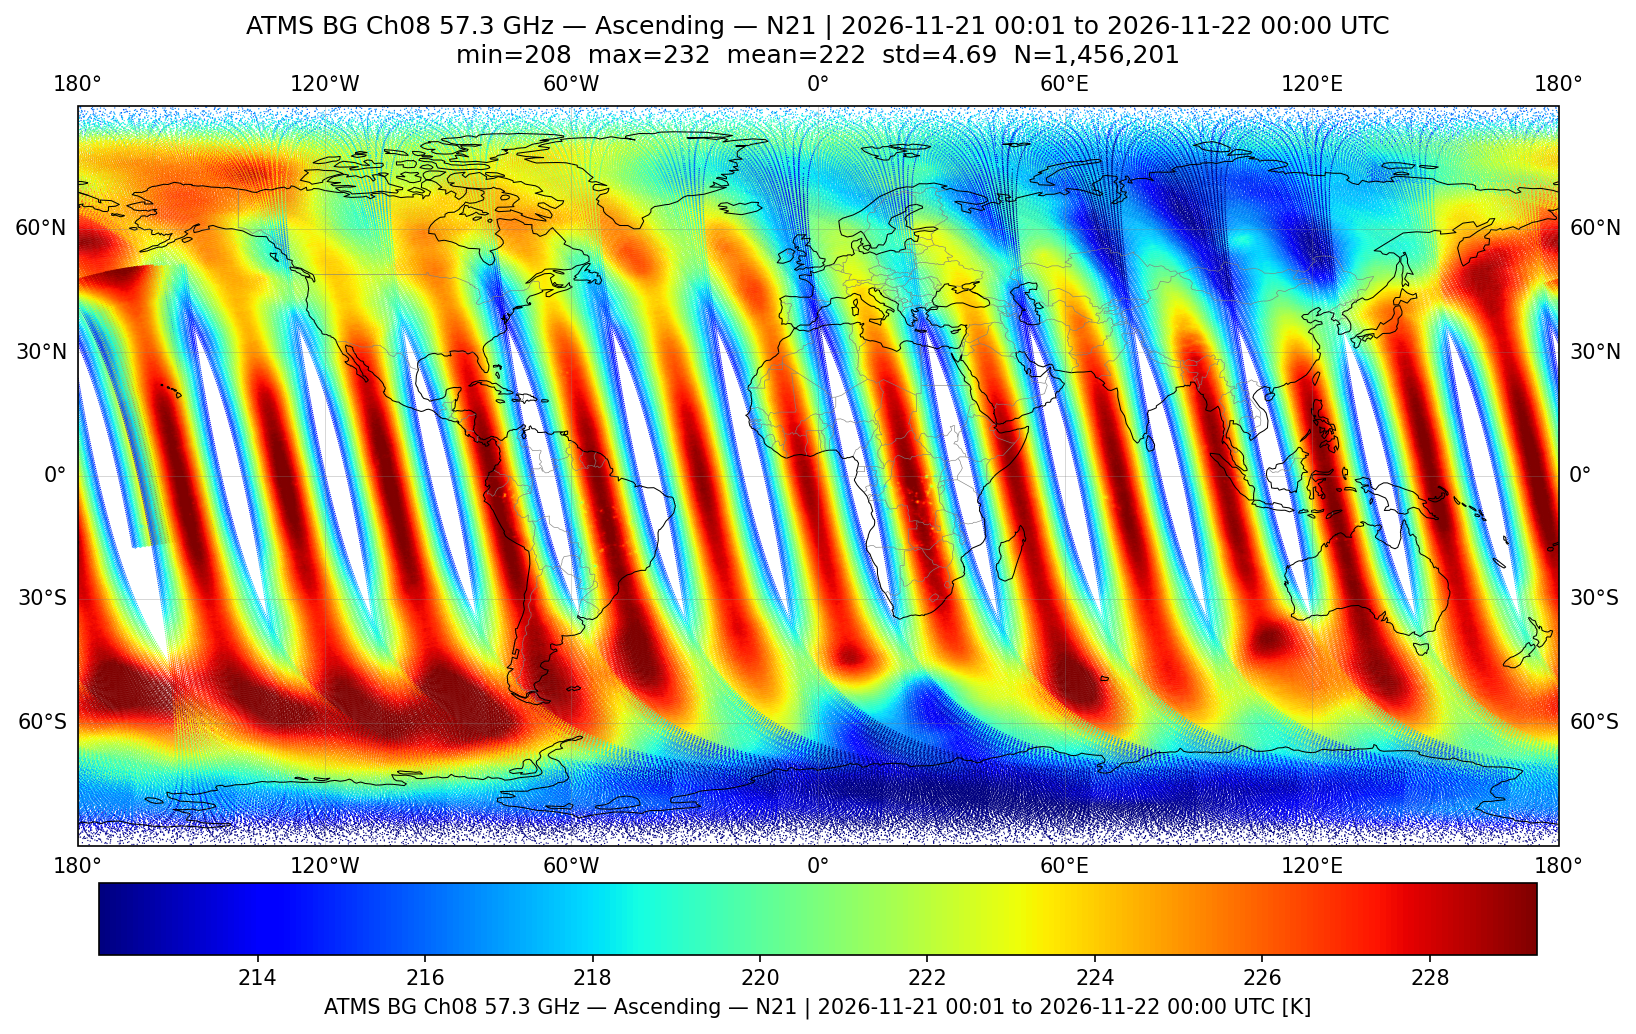 ATMS BG Ch08 57.3 GHz — Ascending — N21 | 2026-11-21 00:01 to 2026-11-22 00:00 UTC
min=208 max=232 mean=222 std=4.69 N=1,456,201
180° 120°W 60°W 0° 60°E 120°E 180°
60°N 60°N
30°N 30°N
0° 0°
30°S 30°S
60°S 60°S
180° 120°W 60°W 0° 60°E 120°E 180°
214 216 218 220 222 224 226 228
ATMS BG Ch08 57.3 GHz — Ascending — N21 | 2026-11-21 00:01 to 2026-11-22 00:00 UTC [K]